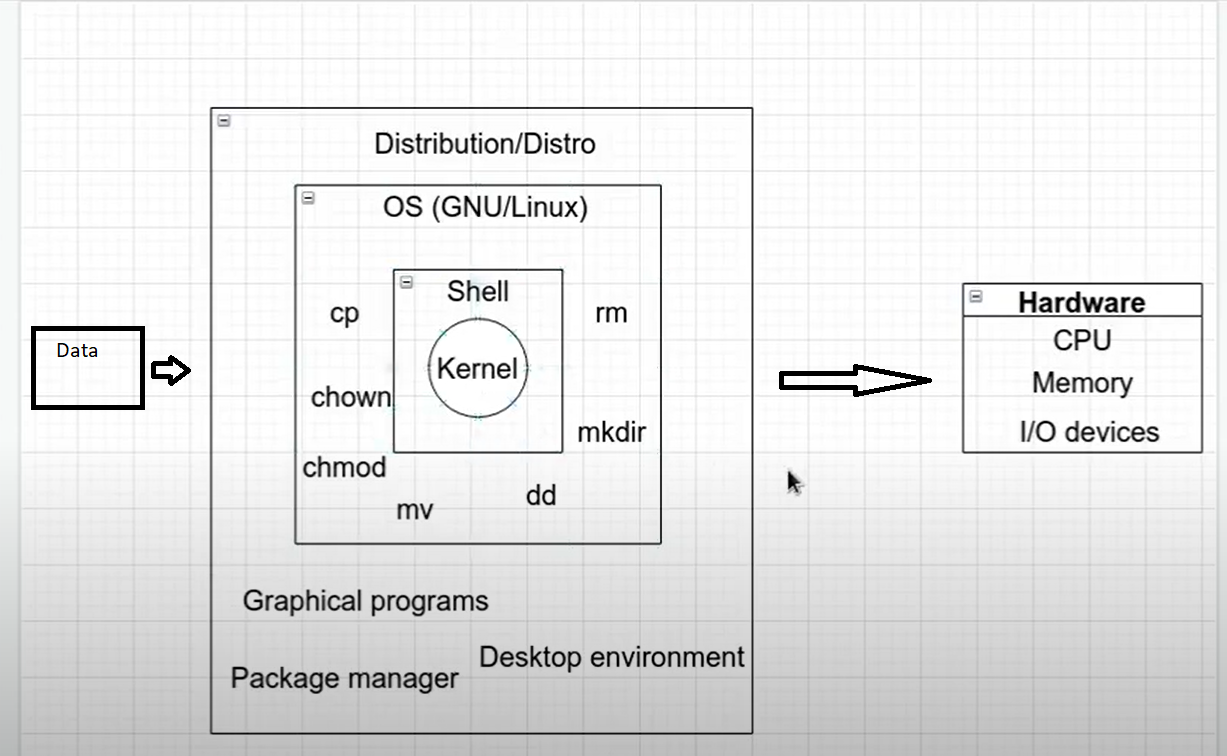 Distribution/Distro
OS (GNU/Linux)
Shell
Kernel
cp
rm
chown
mkdir
chmod
mv
dd
Graphical programs
Desktop environment
Package manager
Data
Hardware
CPU
Memory
I/O devices